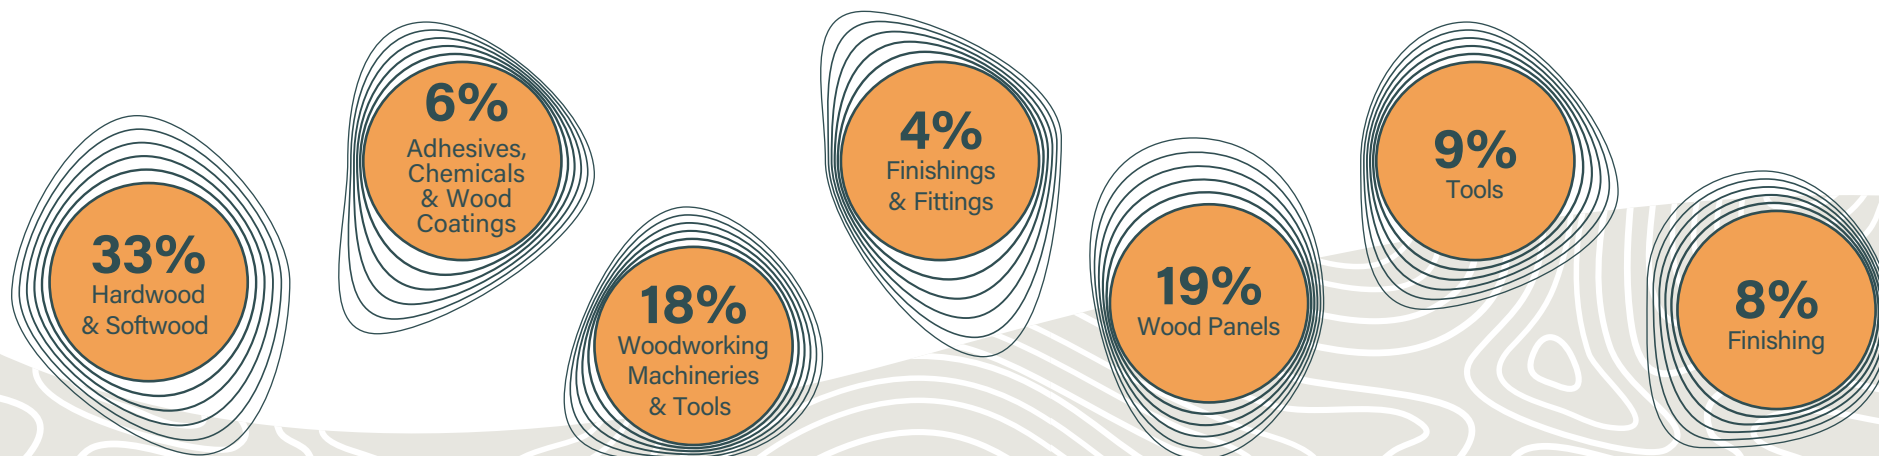 33%
Hardwood
& Softwood
6%
Adhesives,
Chemicals
& Wood
Coatings
18%
Woodworking
Machineries
& Tools
4%
Finishings
& Fittings
19%
Wood Panels
9%
Tools
8%
Finishing